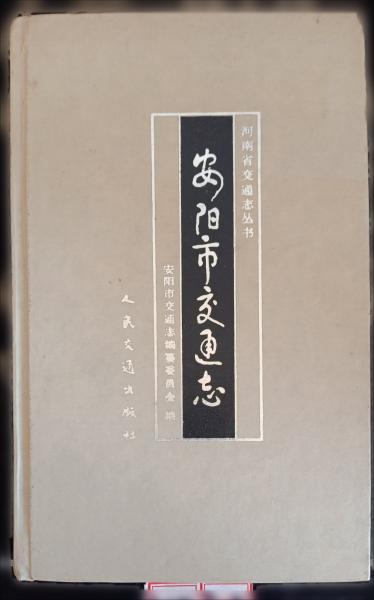 河南省交通志丛书
安阳市交通志
安阳市交通志编纂委员会 编
人民交通出版社